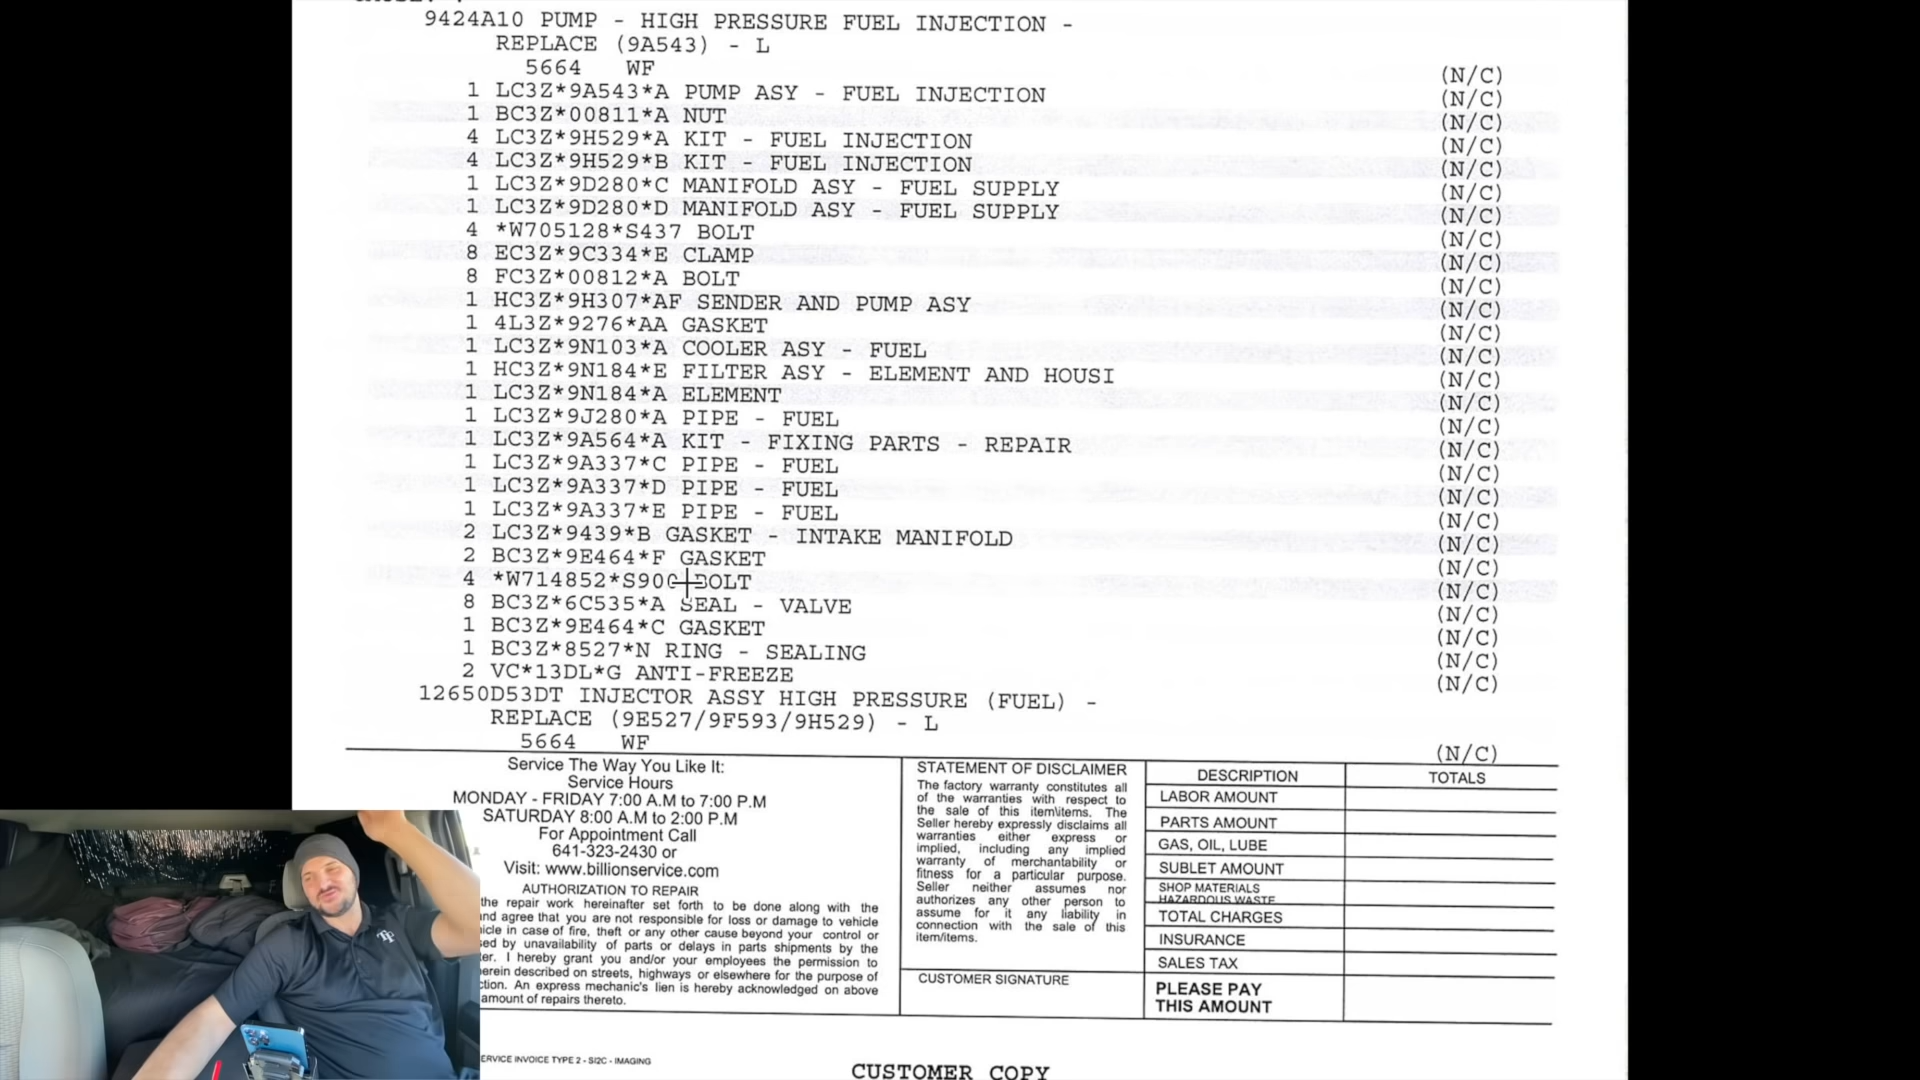 9424A10 PUMP - HIGH PRESSURE FUEL INJECTION -
REPLACE (9A543) - L
5664 WF (N/C)
1 LC3Z*9A543*A PUMP ASY - FUEL INJECTION (N/C)
1 BC3Z*00811*A NUT (N/C)
4 LC3Z*9H529*A KIT - FUEL INJECTION (N/C)
4 LC3Z*9H529*B KIT - FUEL INJECTION (N/C)
1 LC3Z*9D280*C MANIFOLD ASY - FUEL SUPPLY (N/C)
1 LC3Z*9D280*D MANIFOLD ASY - FUEL SUPPLY (N/C)
4 *W705128*S437 BOLT (N/C)
8 EC3Z*9C334*E CLAMP (N/C)
8 FC3Z*00812*A BOLT (N/C)
1 HC3Z*9H307*AF SENDER AND PUMP ASY (N/C)
1 4L3Z*9276*AA GASKET (N/C)
1 LC3Z*9N103*A COOLER ASY - FUEL (N/C)
1 HC3Z*9N184*E FILTER ASY - ELEMENT AND HOUSI (N/C)
1 LC3Z*9N184*A ELEMENT (N/C)
1 LC3Z*9J280*A PIPE - FUEL (N/C)
1 LC3Z*9A564*A KIT - FIXING PARTS - REPAIR (N/C)
1 LC3Z*9A337*C PIPE - FUEL (N/C)
1 LC3Z*9A337*D PIPE - FUEL (N/C)
1 LC3Z*9A337*E PIPE - FUEL (N/C)
2 LC3Z*9439*B GASKET - INTAKE MANIFOLD (N/C)
2 BC3Z*9E464*F GASKET (N/C)
4 *W714852*S900 BOLT (N/C)
8 BC3Z*6C535*A SEAL - VALVE (N/C)
1 BC3Z*9E464*C GASKET (N/C)
1 BC3Z*8527*N RING - SEALING (N/C)
2 VC*13DL*G ANTI-FREEZE (N/C)
12650D53DT INJECTOR ASSY HIGH PRESSURE (FUEL) -
REPLACE (9E527/9F593/9H529) - L
5664 WF (N/C)
Service The Way You Like It:
Service Hours
MONDAY - FRIDAY 7:00 A.M to 7:00 P.M
SATURDAY 8:00 A.M to 2:00 P.M
For Appointment Call
641-323-2430 or
Visit: www.billionservice.com
AUTHORIZATION TO REPAIR
the repair work hereinafter set forth to be done along with the
and agree that you are not responsible for loss or damage to vehicle
in case of fire, theft or any other cause beyond your control or
by unavailability of parts or delays in parts shipments by the
I hereby grant you and/or your employees the permission to
described on streets, highways or elsewhere for the purpose of
An express mechanic's lien is hereby acknowledged on above
amount of repairs thereto.
STATEMENT OF DISCLAIMER
The factory warranty constitutes all
of the warranties with respect to
the sale of this item\items. The
Seller hereby expressly disclaims all
warranties either express or
implied, including any implied
warranty of merchantability or
fitness for a particular purpose.
Seller neither assumes nor
authorizes any other person to
assume for it any liability in
connection with the sale of this
item/items.
CUSTOMER SIGNATURE
DESCRIPTION TOTALS
LABOR AMOUNT
PARTS AMOUNT
GAS, OIL, LUBE
SUBLET AMOUNT
SHOP MATERIALS
HAZARDOUS WASTE
TOTAL CHARGES
INSURANCE
SALES TAX
PLEASE PAY
THIS AMOUNT
SERVICE INVOICE TYPE 2 - SI2C - IMAGING
CUSTOMER COPY